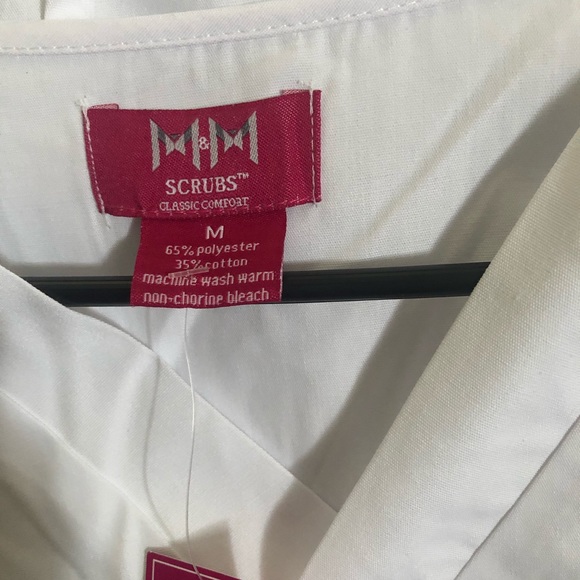 M&M
SCRUBS™
CLASSIC COMFORT
M
65% polyester
35% cotton
machine wash warm
non-chorine bleach